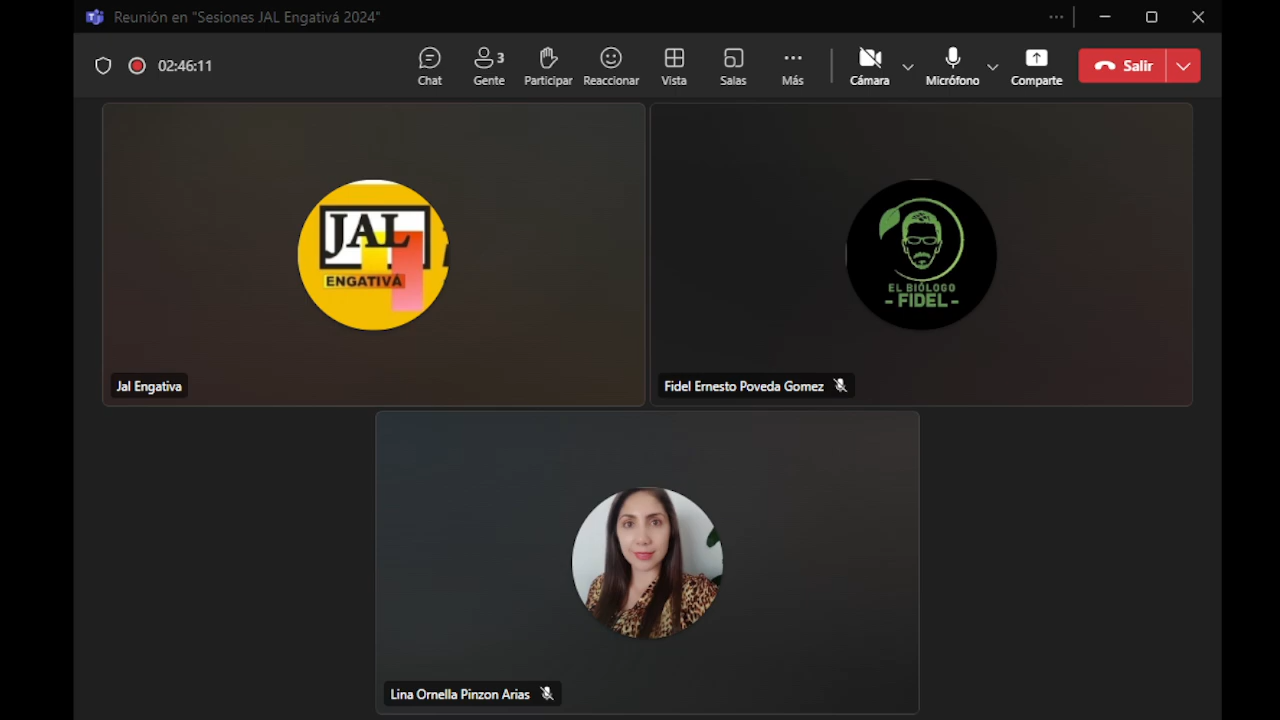 Reunión en "Sesiones JAL Engativá 2024"
02:46:11
Chat
Gente
3
Participar
Reaccionar
Vista
Salas
Más
Cámara
Micrófono
Comparte
Salir
JAL
ENGATIVÁ
Jal Engativa
EL BIÓLOGO
- FIDEL -
Fidel Ernesto Poveda Gomez
Lina Ornella Pinzon Arias